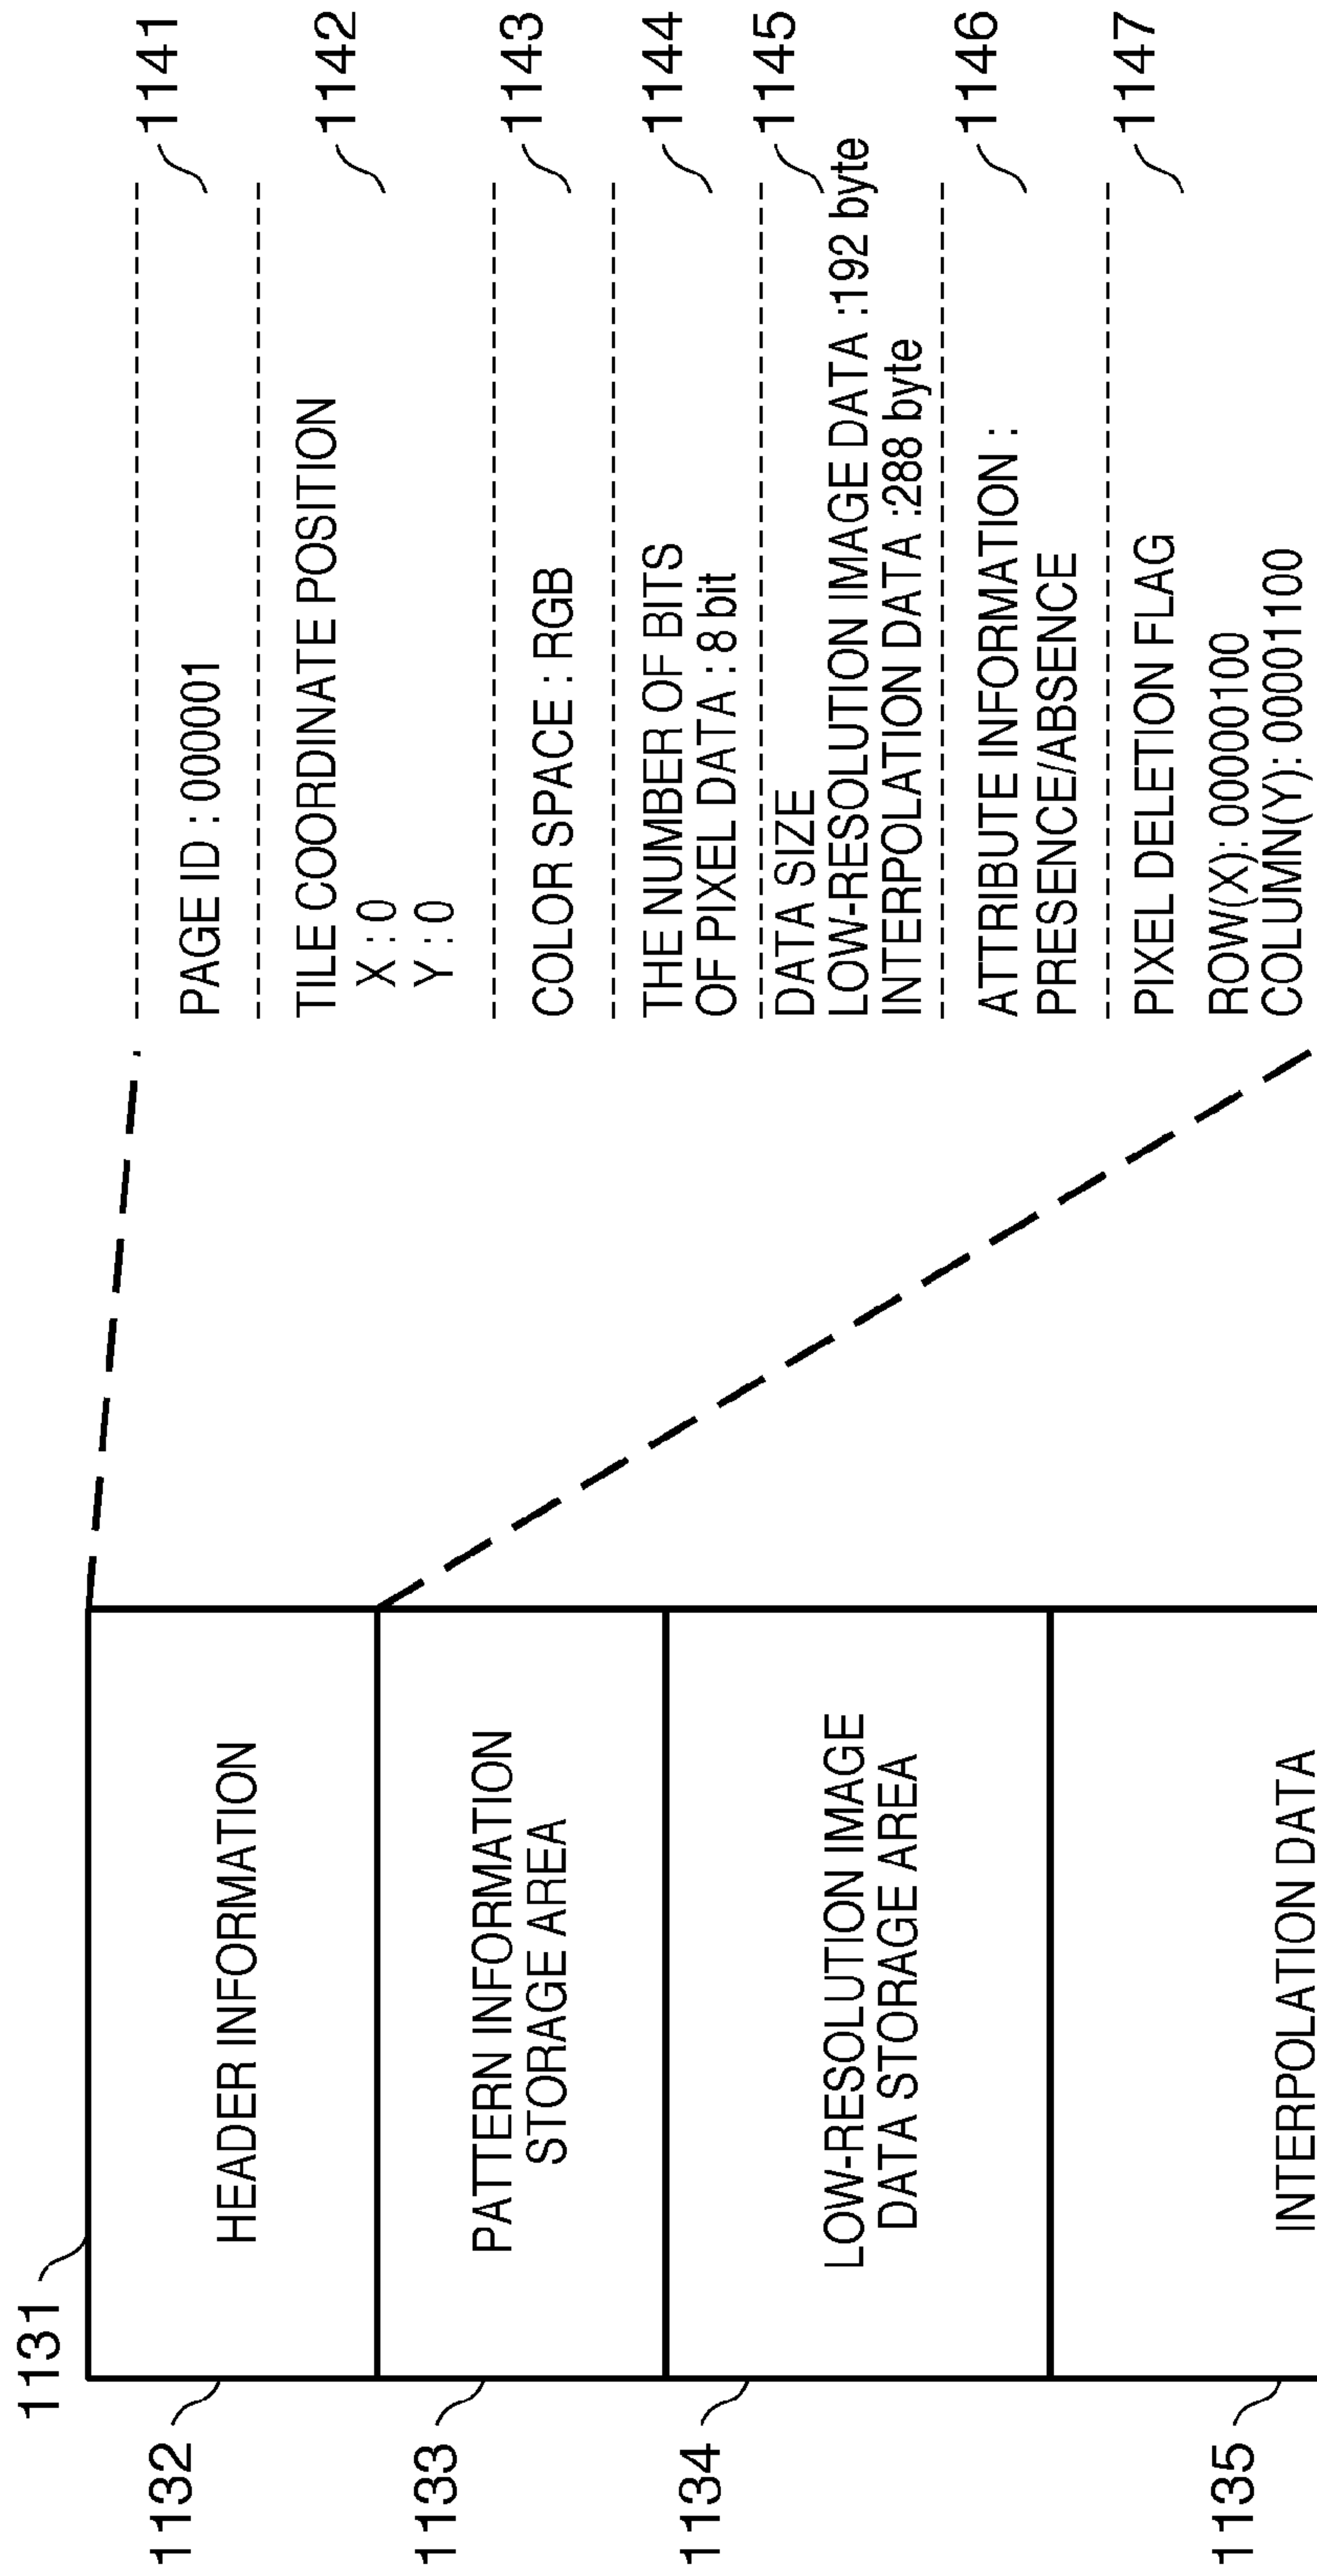 1131
1132
HEADER INFORMATION
1133
PATTERN INFORMATION
STORAGE AREA
1134
LOW-RESOLUTION IMAGE
DATA STORAGE AREA
1135
INTERPOLATION DATA
PAGE ID : 000001
1141
TILE COORDINATE POSITION
X : 0
Y : 0
1142
COLOR SPACE : RGB
1143
THE NUMBER OF BITS
OF PIXEL DATA : 8 bit
1144
DATA SIZE
LOW-RESOLUTION IMAGE DATA :192 byte
INTERPOLATION DATA :288 byte
1145
ATTRIBUTE INFORMATION :
PRESENCE/ABSENCE
1146
PIXEL DELETION FLAG
ROW(X): 00000100
COLUMN(Y): 00001100
1147